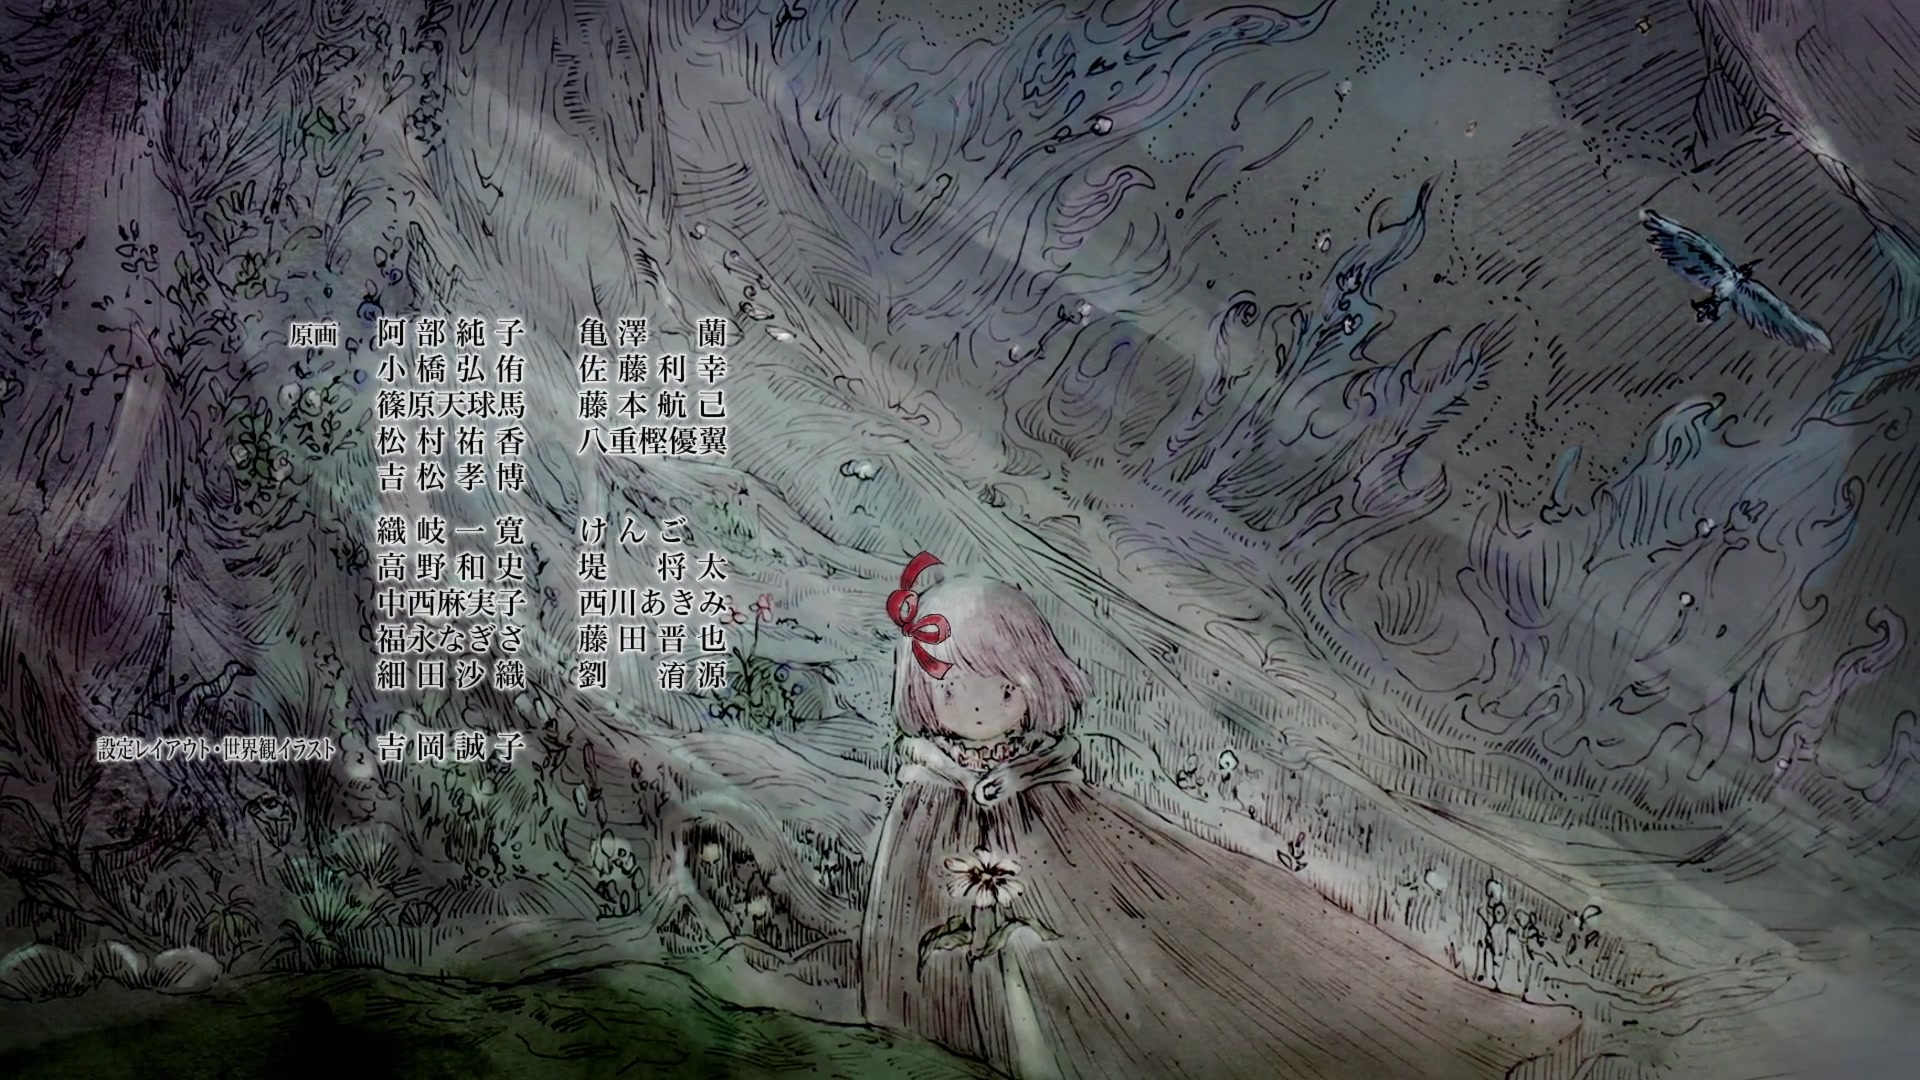 原画 阿部純子 亀澤蘭
小橋弘侑 佐藤利幸
篠原天球馬 藤本航己
松村祐香 八重樫優翼
吉松孝博
織岐一寛 けんご
高野和史 堤将太
中西麻実子 西川あきみ
福永なぎさ 藤田晋也
細田沙織 劉淯源
設定レイアウト・世界観イラスト 吉岡誠子